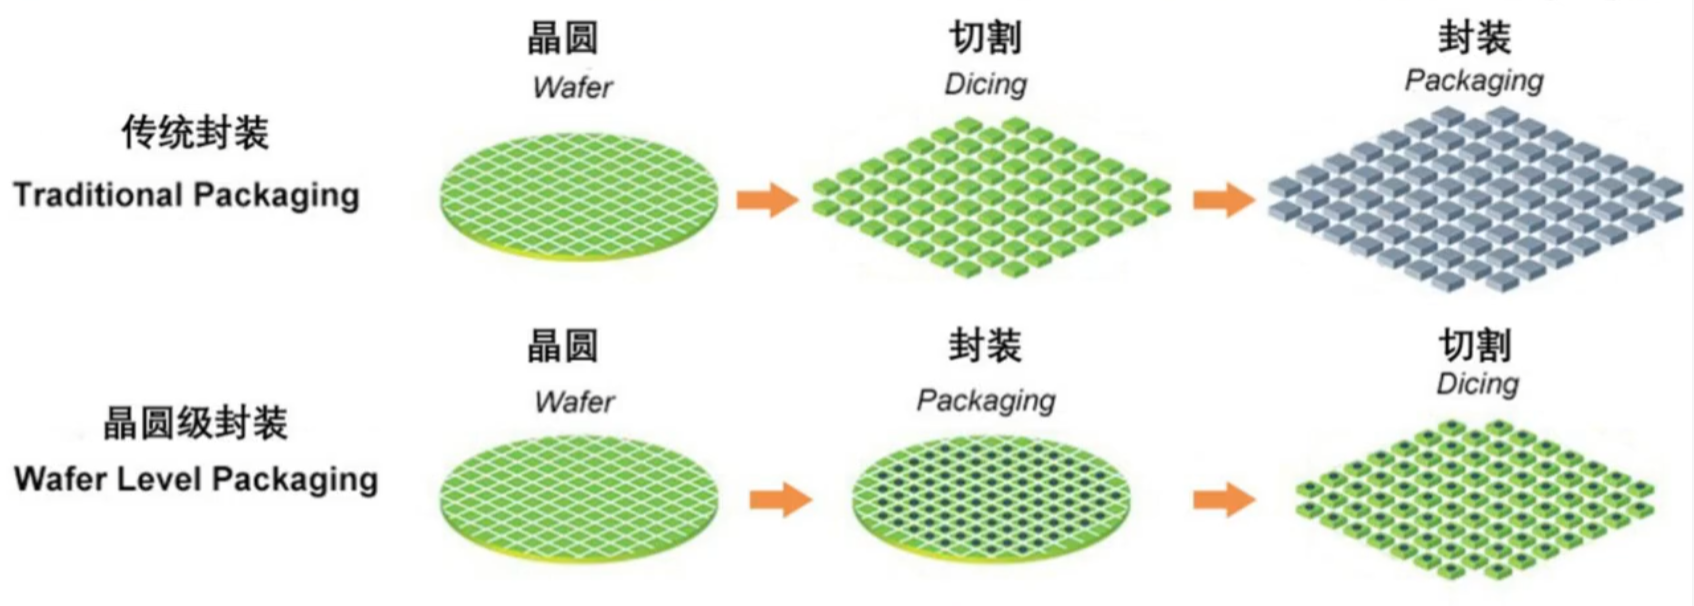 晶圆
Wafer
切割
Dicing
封装
Packaging
传统封装
Traditional Packaging
晶圆
Wafer
封装
Packaging
切割
Dicing
晶圆级封装
Wafer Level Packaging